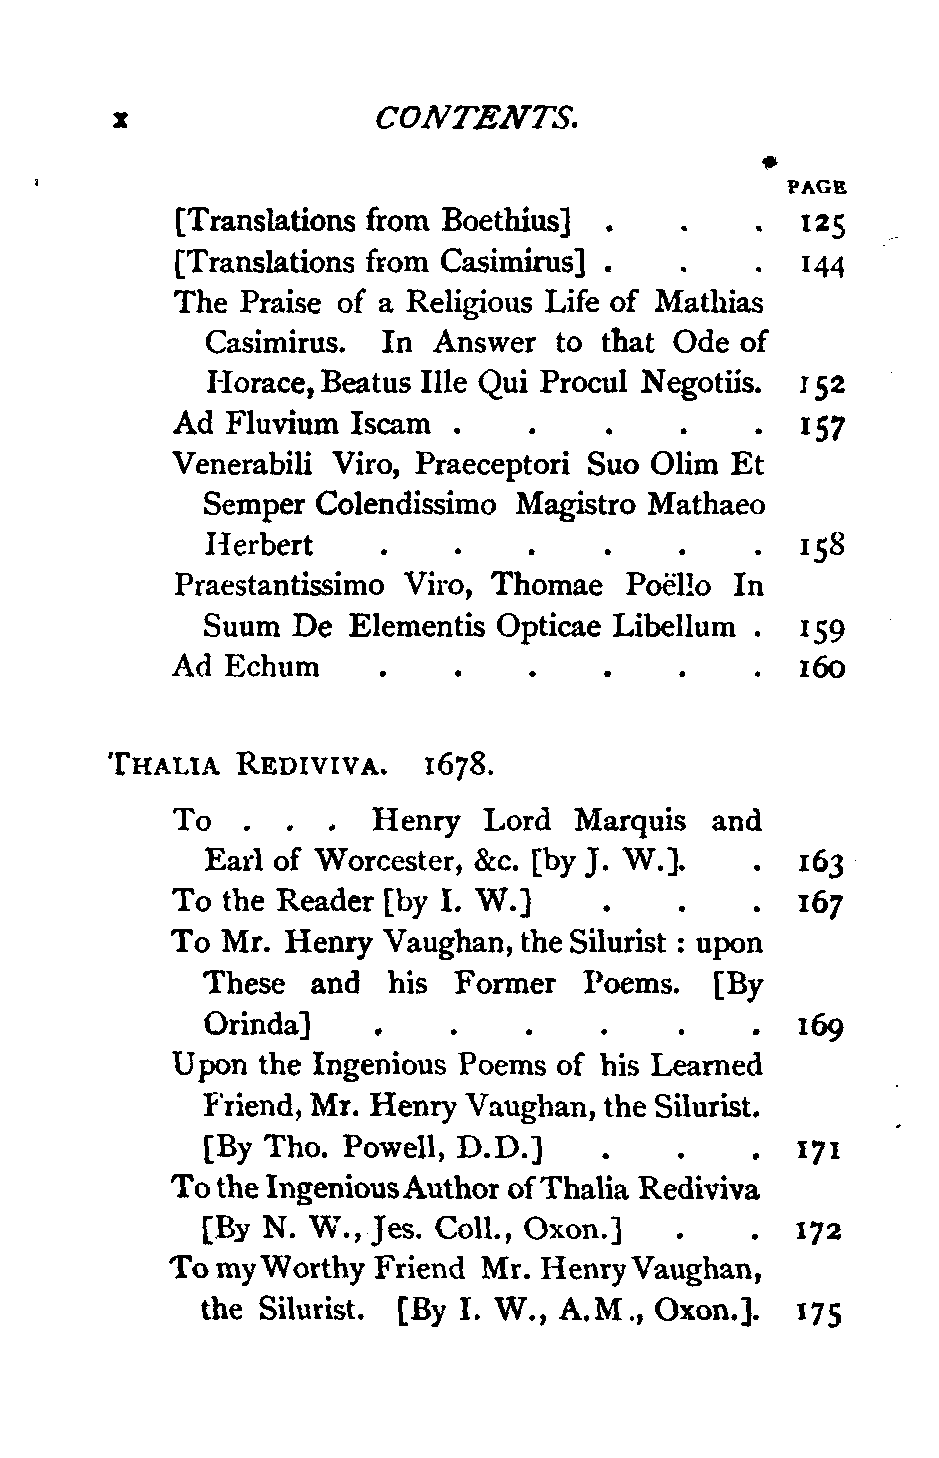 x CONTENTS.
PAGE
[Translations from Boethius] . . . 125
[Translations from Casimirus] . . . 144
The Praise of a Religious Life of Mathias
Casimirus. In Answer to that Ode of
Horace, Beatus Ille Qui Procul Negotiis. 152
Ad Fluvium Iscam . . . . . 157
Venerabili Viro, Praeceptori Suo Olim Et
Semper Colendissimo Magistro Mathaeo
Herbert . . . . . . 158
Praestantissimo Viro, Thomae Poëllo In
Suum De Elementis Opticae Libellum . 159
Ad Echum . . . . . . 160
THALIA REDIVIVA. 1678.
To . . . Henry Lord Marquis and
Earl of Worcester, &c. [by J. W.]. . 163
To the Reader [by I. W.] . . . 167
To Mr. Henry Vaughan, the Silurist : upon
These and his Former Poems. [By
Orinda] . . . . . . 169
Upon the Ingenious Poems of his Learned
Friend, Mr. Henry Vaughan, the Silurist.
[By Tho. Powell, D.D.] . . . 171
To the Ingenious Author of Thalia Rediviva
[By N. W., Jes. Coll., Oxon.] . . 172
To my Worthy Friend Mr. Henry Vaughan,
the Silurist. [By I. W., A.M., Oxon.]. 175